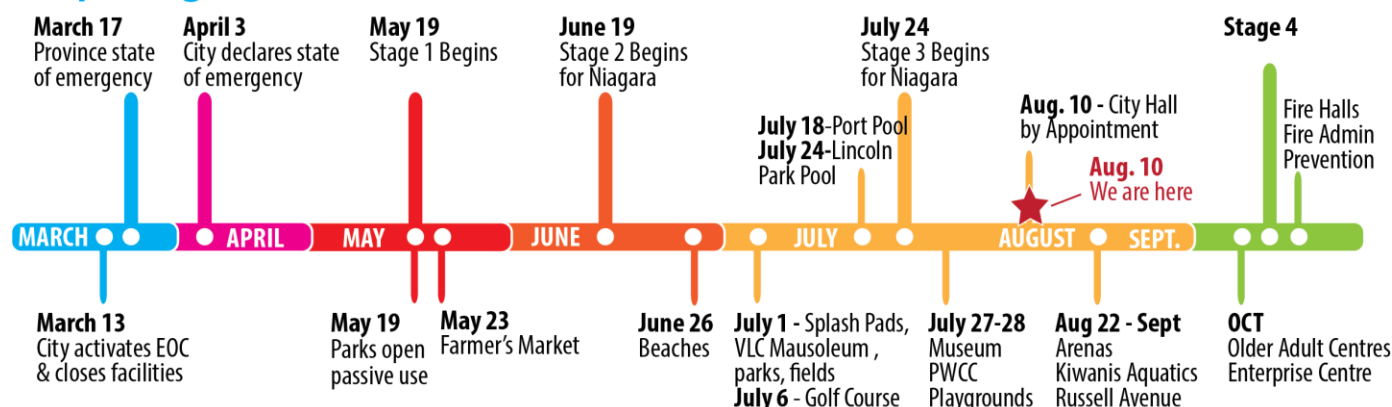 March 17
Province state
of emergency
April 3
City declares state
of emergency
May 19
Stage 1 Begins
June 19
Stage 2 Begins
for Niagara
July 24
Stage 3 Begins
for Niagara
July 18-Port Pool
July 24-Lincoln
Park Pool
Aug. 10 - City Hall
by Appointment
Aug. 10
We are here
Stage 4
Fire Halls
Fire Admin
Prevention
MARCH
APRIL
MAY
JUNE
JULY
AUGUST
SEPT.
March 13
City activates EOC
& closes facilities
May 19
Parks open
passive use
May 23
Farmer's Market
June 26
Beaches
July 1 - Splash Pads,
VLC Mausoleum ,
parks, fields
July 6 - Golf Course
July 27-28
Museum
PWCC
Playgrounds
Aug 22 - Sept
Arenas
Kiwanis Aquatics
Russell Avenue
OCT
Older Adult Centres
Enterprise Centre